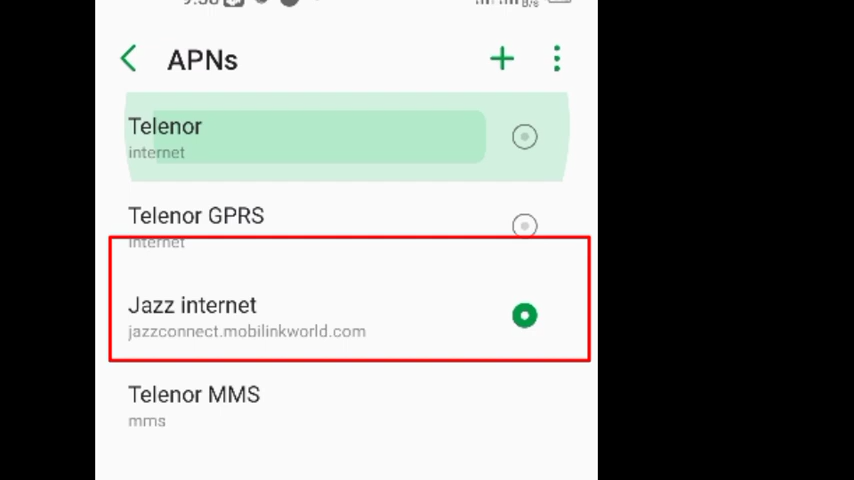 APNs
Telenor
internet
Telenor GPRS
internet
Jazz internet
jazzconnect.mobilinkworld.com
Telenor MMS
mms